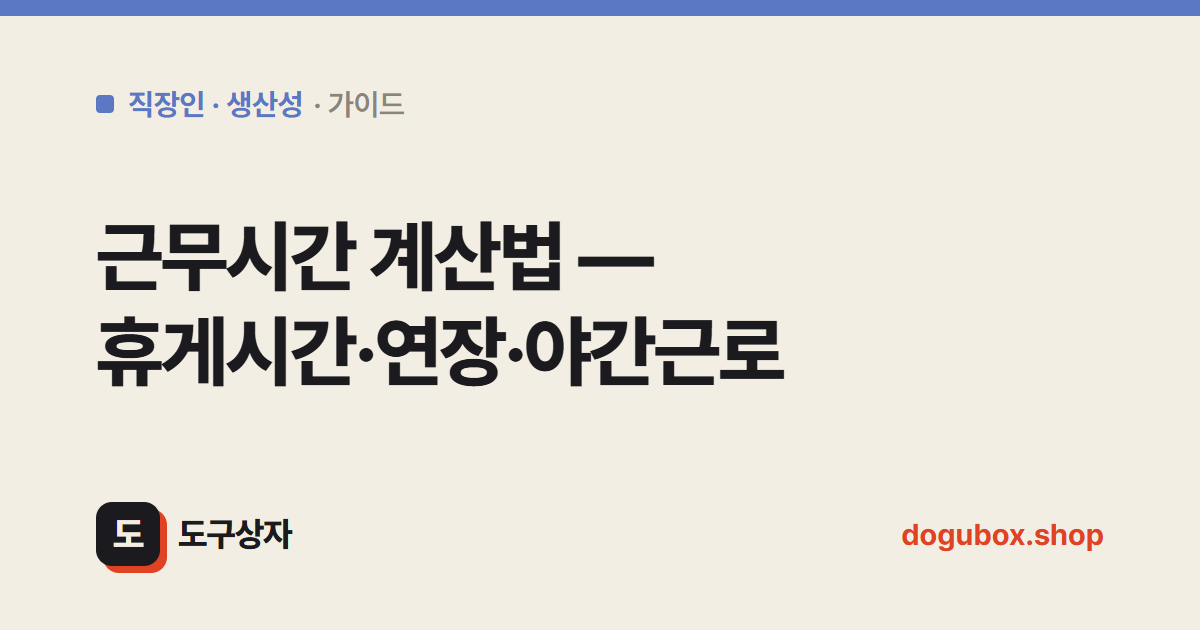 직장인 · 생산성 · 가이드
근무시간 계산법 —
휴게시간·연장·야간근로
도 도구상자
dogubox.shop